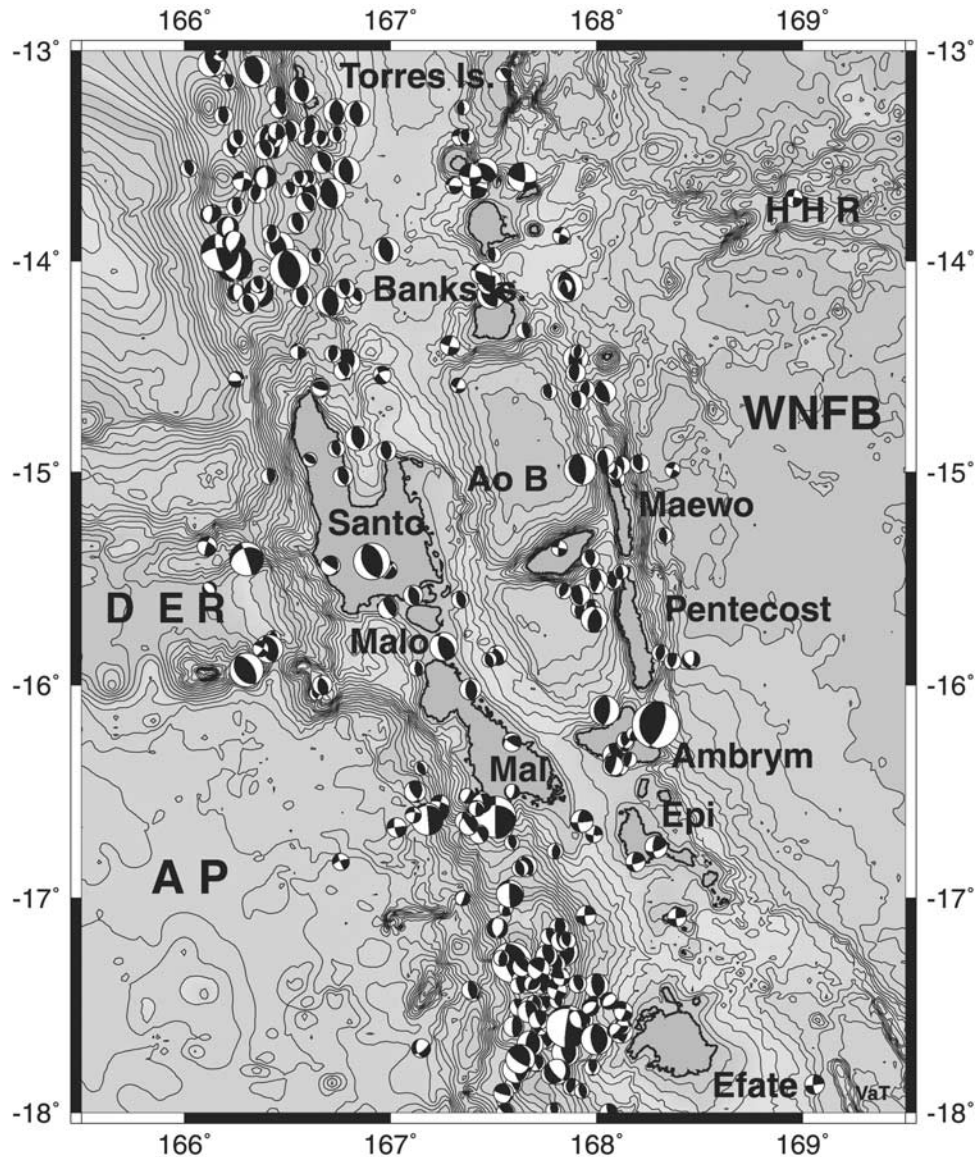 166° 167° 168° 169°
-13° -13°
Torres Is.
H H R
-14° -14°
Banks Is.
WNFB
-15° -15°
Ao B
Maewo
Santo
D E R
Pentecost
Malo
-16° -16°
Ambrym
Mal.
Epi
A P
-17° -17°
Efate
VaT
-18° -18°
166° 167° 168° 169°